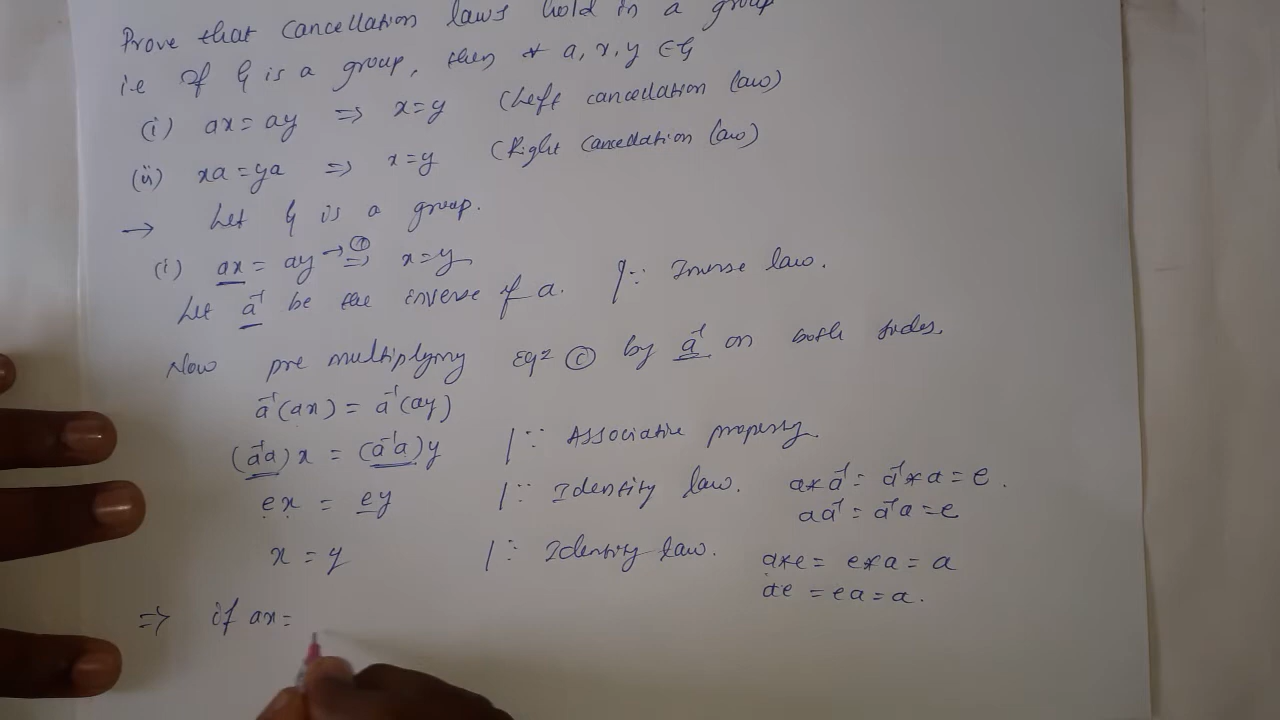 Prove that cancellation laws hold in a group
i.e If G is a group, then ∀ a, x, y ∈ G
(i) ax = ay ⇒ x = y (Left cancellation law)
(ii) xa = ya ⇒ x = y (Right cancellation law)
→ Let G is a group.
(i) ax = ay → ① ⇒ x = y
Let a⁻¹ be the inverse of a. | ∵ Inverse law.
Now pre multiplying eqⁿ ① by a⁻¹ on both sides.
a⁻¹(ax) = a⁻¹(ay)
(a⁻¹a)x = (a⁻¹a)y | ∵ Associative property.
ex = ey | ∵ Identity law. a*a⁻¹ = a⁻¹*a = e.
aa⁻¹ = a⁻¹a = e
x = y | ∵ Identity law. a*e = e*a = a
ae = ea = a.
⇒ if ax =